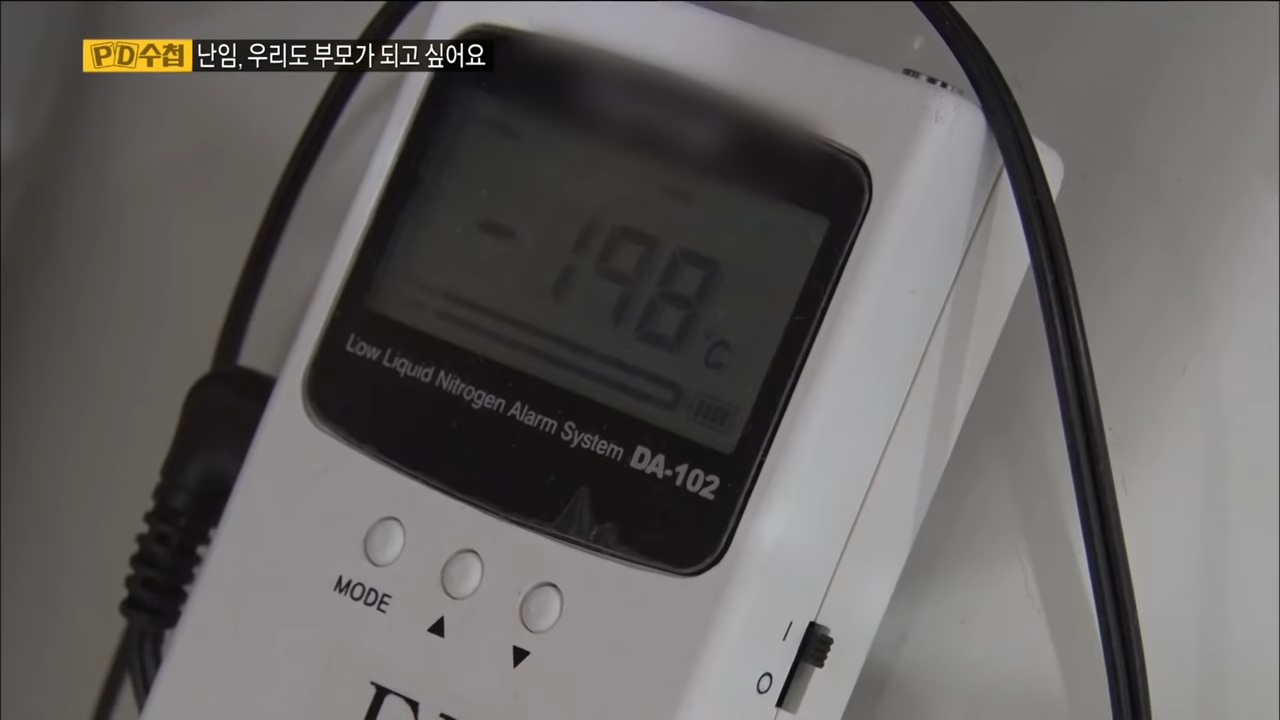 PD수첩 난임, 우리도 부모가 되고 싶어요
-198°C
Low Liquid Nitrogen Alarm System DA-102
MODE
▲
▼
I
O